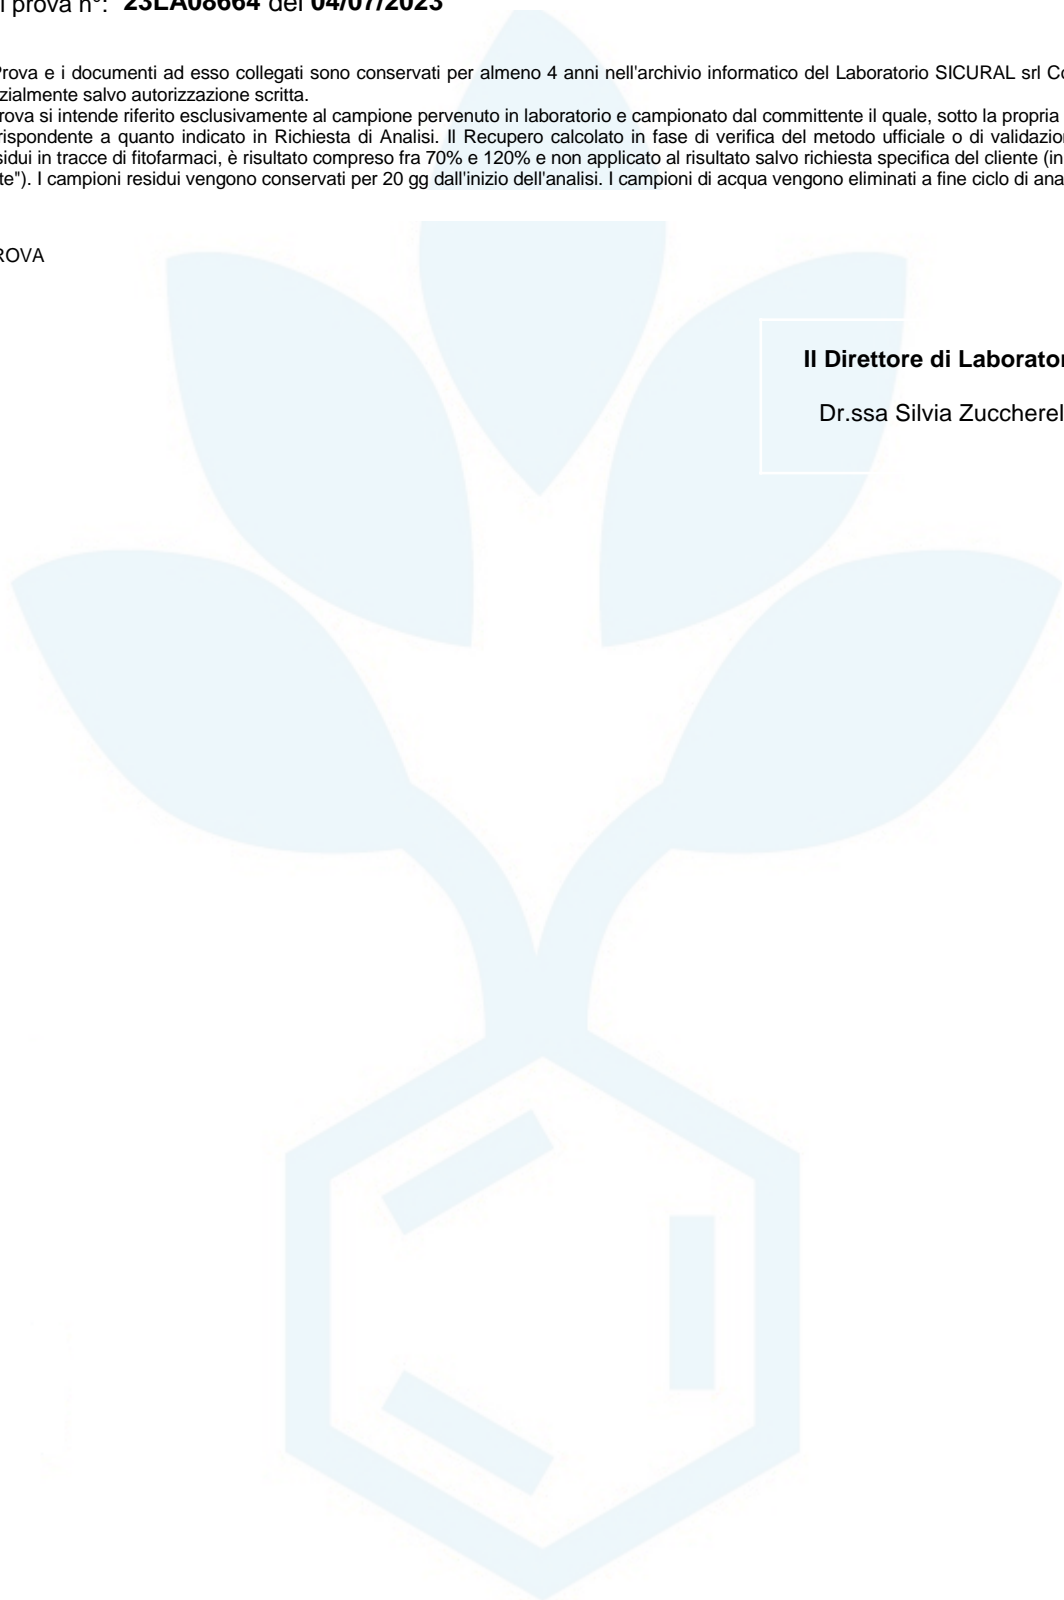 i prova n°: 23LA08664 del 04/07/2023
Prova e i documenti ad esso collegati sono conservati per almeno 4 anni nell'archivio informatico del Laboratorio SICURAL srl Co
zialmente salvo autorizzazione scritta.
rova si intende riferito esclusivamente al campione pervenuto in laboratorio e campionato dal committente il quale, sotto la propria
rispondente a quanto indicato in Richiesta di Analisi. Il Recupero calcolato in fase di verifica del metodo ufficiale o di validazion
sidui in tracce di fitofarmaci, è risultato compreso fra 70% e 120% e non applicato al risultato salvo richiesta specifica del cliente (in
te"). I campioni residui vengono conservati per 20 gg dall'inizio dell'analisi. I campioni di acqua vengono eliminati a fine ciclo di ana
ROVA
Il Direttore di Laborator
Dr.ssa Silvia Zuccherel